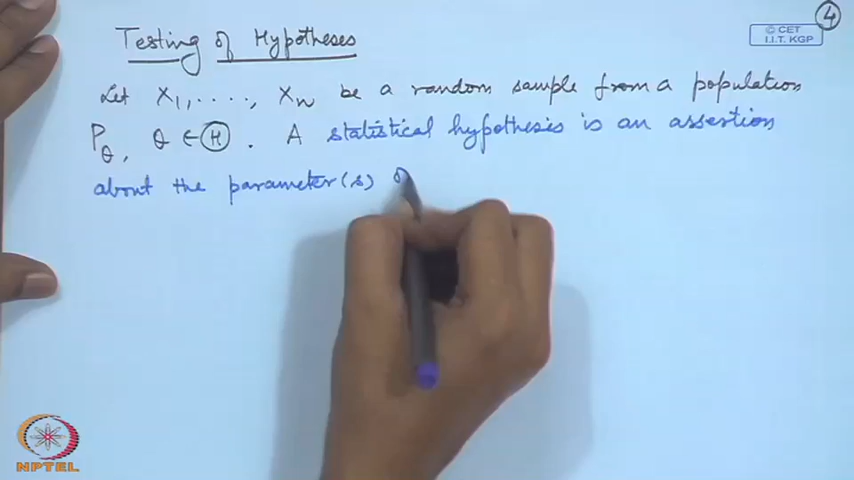 4
© CET
I.I.T. KGP
Testing of Hypotheses
Let X₁, ...., Xₙ be a random sample from a population
P_θ, θ ∈ Ⓗ. A statistical hypothesis is an assertion
about the parameter(s) o
NPTEL